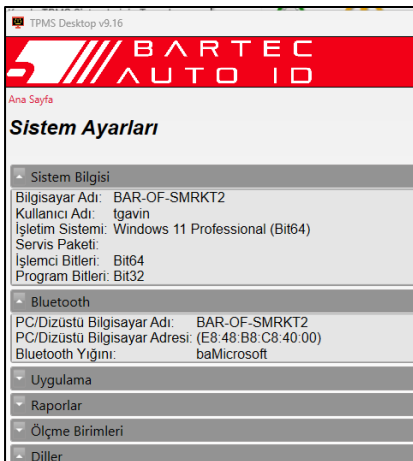 TPMS Desktop v9.16
BARTEC
AUTO ID
Ana Sayfa
Sistem Ayarları
Sistem Bilgisi
Bilgisayar Adı: BAR-OF-SMRKT2
Kullanıcı Adı: tgavin
İşletim Sistemi: Windows 11 Professional (Bit64)
Servis Paketi:
İşlemci Bitleri: Bit64
Program Bitleri: Bit32
Bluetooth
PC/Dizüstü Bilgisayar Adı: BAR-OF-SMRKT2
PC/Dizüstü Bilgisayar Adresi: (E8:48:B8:C8:40:00)
Bluetooth Yığını: baMicrosoft
Uygulama
Raporlar
Ölçme Birimleri
Diller